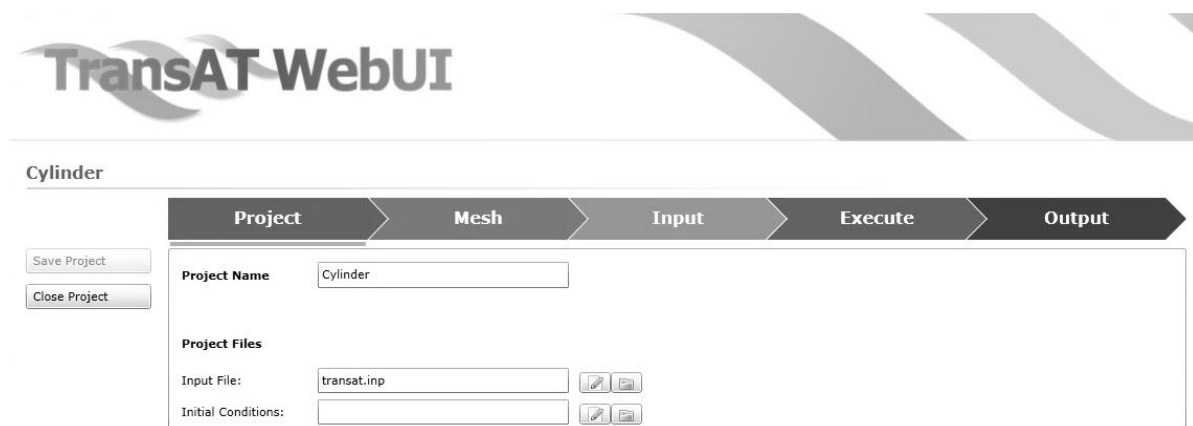 TransAT WebUI
Cylinder
Project Mesh Input Execute Output
Save Project
Close Project
Project Name Cylinder
Project Files
Input File: transat.inp
Initial Conditions: